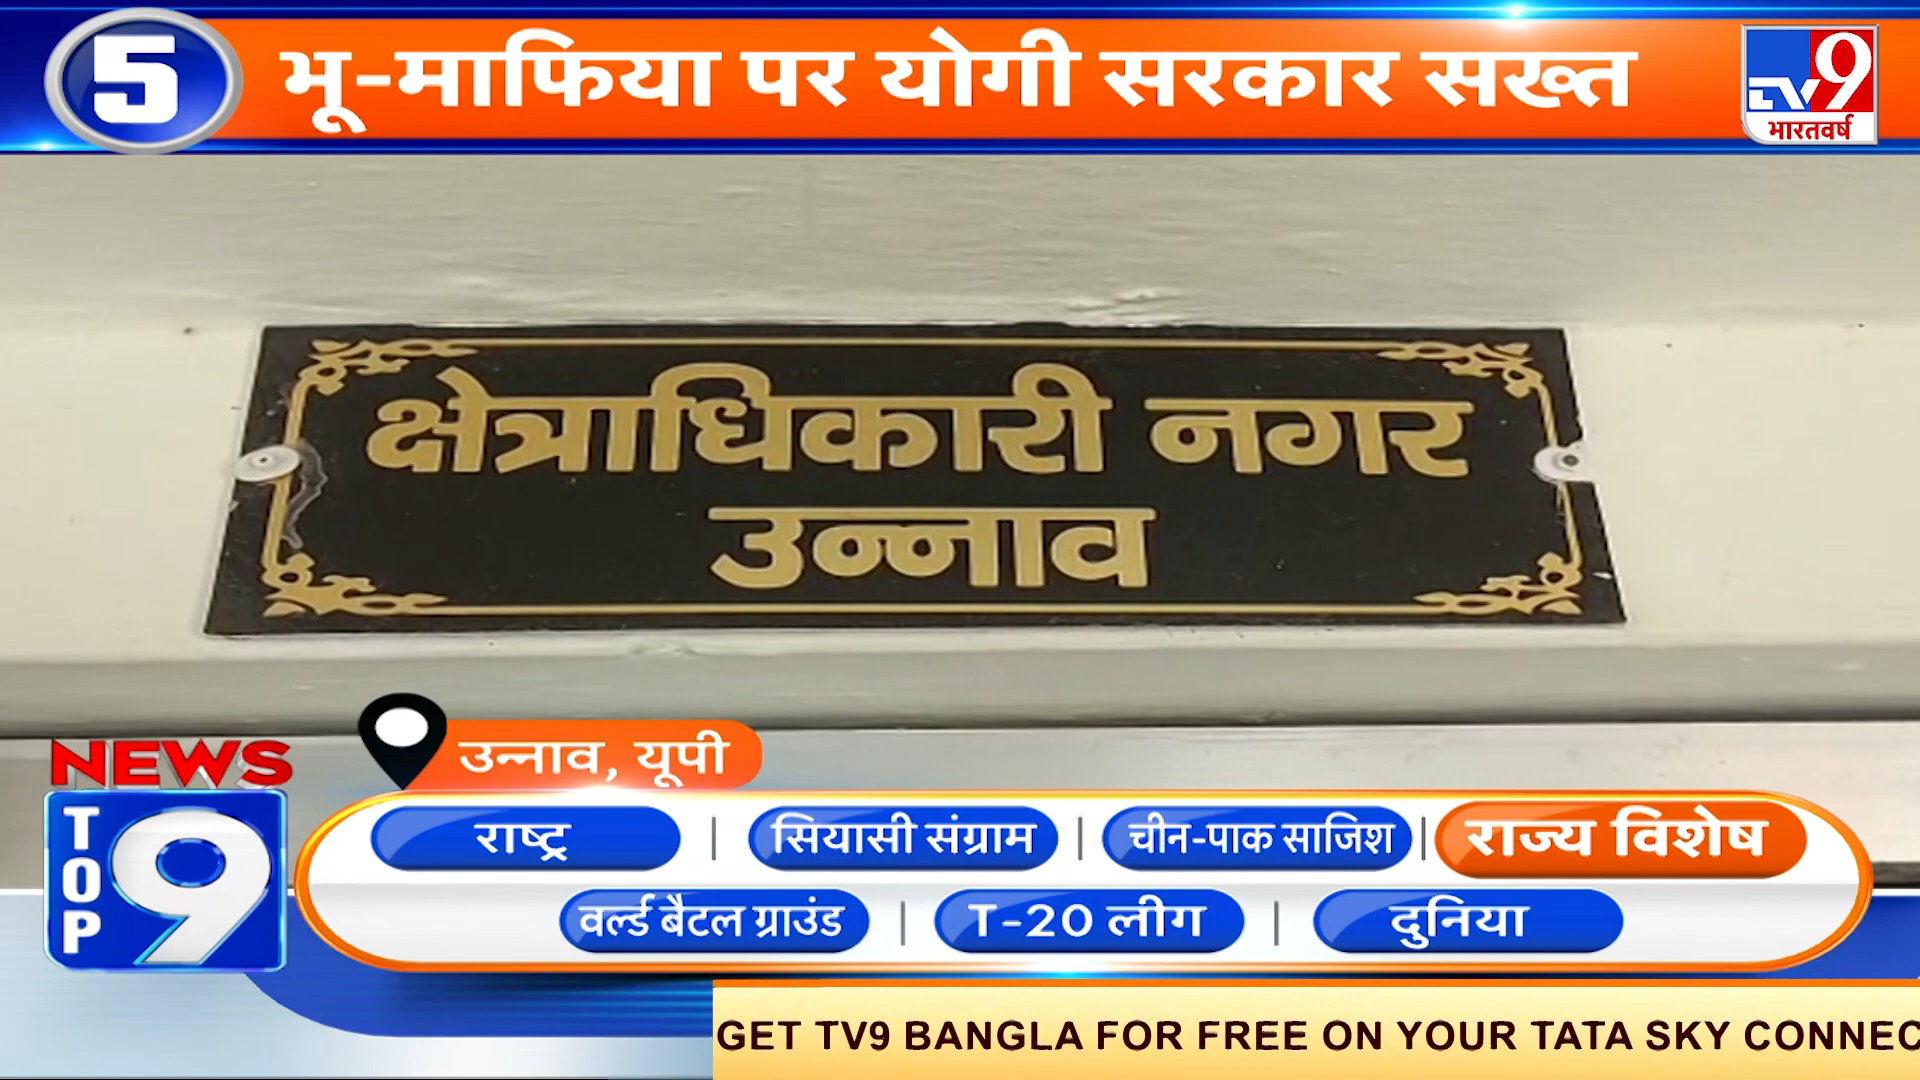 5
भू-माफिया पर योगी सरकार सख्त
TV9
भारतवर्ष
क्षेत्राधिकारी नगर
उन्नाव
उन्नाव, यूपी
NEWS
TOP
9
राष्ट्र | सियासी संग्राम | चीन-पाक साजिश | राज्य विशेष
वर्ल्ड बैटल ग्राउंड | T-20 लीग | दुनिया
GET TV9 BANGLA FOR FREE ON YOUR TATA SKY CONNEC